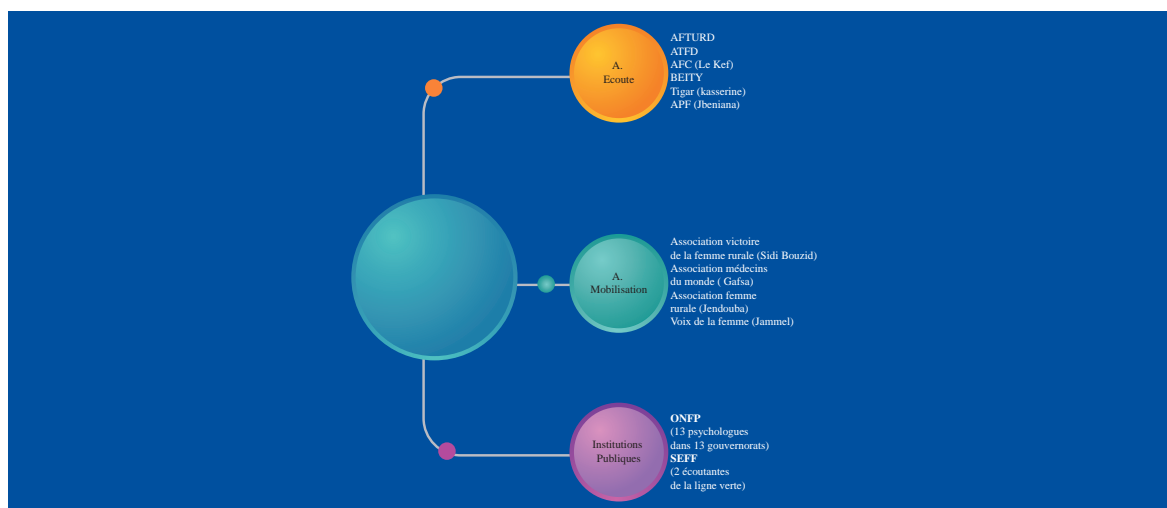 A.
Ecoute
AFTURD
ATFD
AFC (Le Kef)
BEITY
Tigar (kasserine)
APF (Jbeniana)
A.
Mobilisation
Association victoire
de la femme rurale (Sidi Bouzid)
Association médecins
du monde ( Gafsa)
Association femme
rurale (Jendouba)
Voix de la femme (Jammel)
Institutions
Publiques
ONFP
(13 psychologues
dans 13 gouvernorats)
SEFF
(2 écoutantes
de la ligne verte)